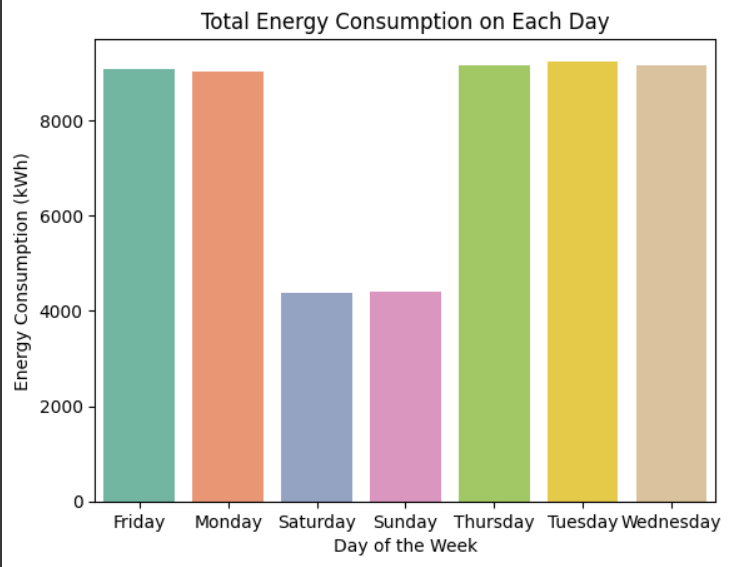 Total Energy Consumption on Each Day
Energy Consumption (kWh)
8000
6000
4000
2000
0
Friday Monday Saturday Sunday Thursday Tuesday Wednesday
Day of the Week